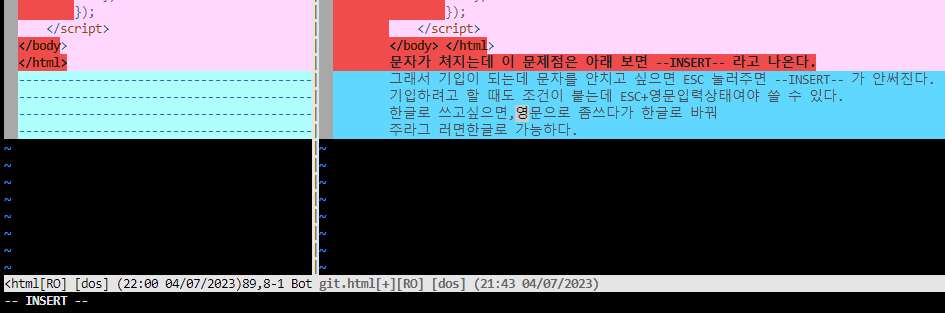 });
</script>
</body>
</html>
});
</script>
</body> </html>
문자가 쳐지는데 이 문제점은 아래 보면 --INSERT-- 라고 나온다.
그래서 기입이 되는데 문자를 안치고 싶으면 ESC 눌러주면 --INSERT-- 가 안써진다.
기입하려고 할 때도 조건이 붙는데 ESC+영문입력상태여야 쓸 수 있다.
한글로 쓰고싶으면,영문으로 좀쓰다가 한글로 바꿔
주라그 러면한글로 가능하다.
~
~
~
~
~
~
~
~
<html[RO] [dos] (22:00 04/07/2023)89,8-1 Bot git.html[+][RO] [dos] (21:43 04/07/2023)
-- INSERT --